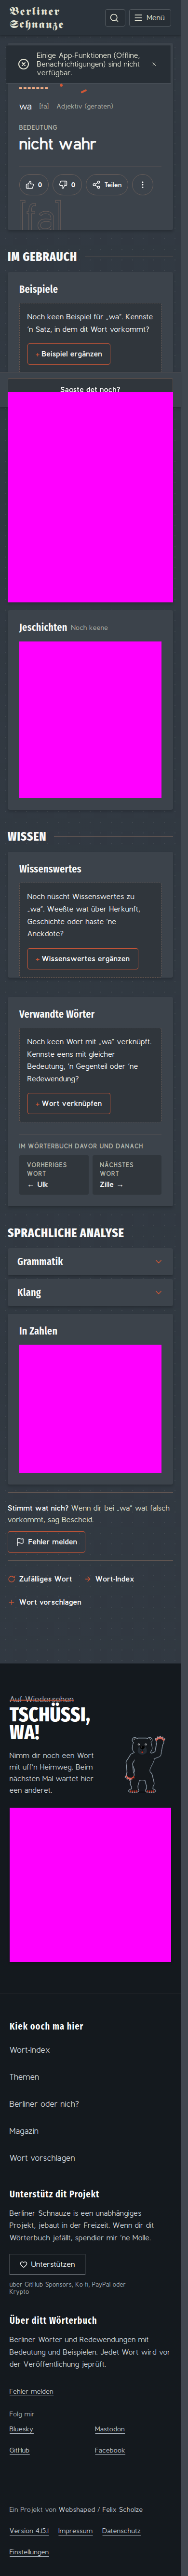 Berliner
Schnauze
Menü
Einige App-Funktionen (Offline,
Benachrichtigungen) sind nicht
verfügbar.
wa [fa] Adjektiv (geraten)
BEDEUTUNG
nicht wahr
0
0
Teilen
[fa]
IM GEBRAUCH
Beispiele
Noch keen Beispiel für „wa“. Kennste
'n Satz, in dem dit Wort vorkommt?
+ Beispiel ergänzen
Sagste det noch?
Jeschichten Noch keene
WISSEN
Wissenswertes
Noch nüscht Wissenswertes zu
„wa“. Weeßte wat über Herkunft,
Geschichte oder haste 'ne
Anekdote?
+ Wissenswertes ergänzen
Verwandte Wörter
Noch keen Wort mit „wa“ verknüpft.
Kennste eens mit gleicher
Bedeutung, 'n Gegenteil oder 'ne
Redewendung?
+ Wort verknüpfen
IM WÖRTERBUCH DAVOR UND DANACH
VORHERIGES
WORT
← Ulk
NÄCHSTES
WORT
Zille →
SPRACHLICHE ANALYSE
Grammatik
Klang
In Zahlen
Stimmt wat nich? Wenn dir bei „wa“ wat falsch
vorkommt, sag Bescheid.
Fehler melden
Zufälliges Wort
Wort-Index
Wort vorschlagen
Auf Wiedersehen
TSCHÜSSI,
WA!
Nimm dir noch een Wort
mit uff'n Heimweg. Beim
nächsten Mal wartet hier
een anderet.
Kiek ooch ma hier
Wort-Index
Themen
Berliner oder nich?
Magazin
Wort vorschlagen
Unterstütz dit Projekt
Berliner Schnauze is een unabhängiges
Projekt, jebaut in der Freizeit. Wenn dir dit
Wörterbuch jefällt, spendier mir 'ne Molle.
Unterstützen
über GitHub Sponsors, Ko-fi, PayPal oder
Krypto
Über ditt Wörterbuch
Berliner Wörter und Redewendungen mit
Bedeutung und Beispielen. Jedet Wort wird vor
der Veröffentlichung jeprüft.
Fehler melden
Folg mir
Bluesky
Mastodon
GitHub
Facebook
Ein Projekt von Webshaped / Felix Scholze
Version 4.15.1
Impressum
Datenschutz
Einstellungen